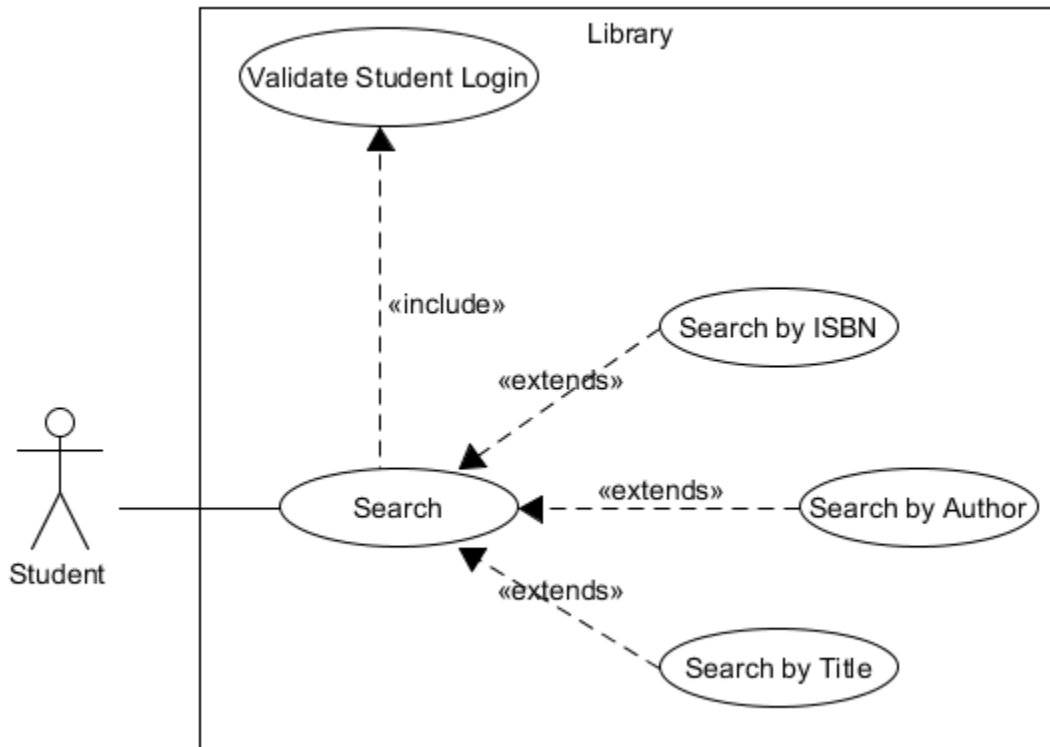 Library
Validate Student Login
«include»
Search by ISBN
«extends»
Search
«extends»
Search by Author
Student
«extends»
Search by Title